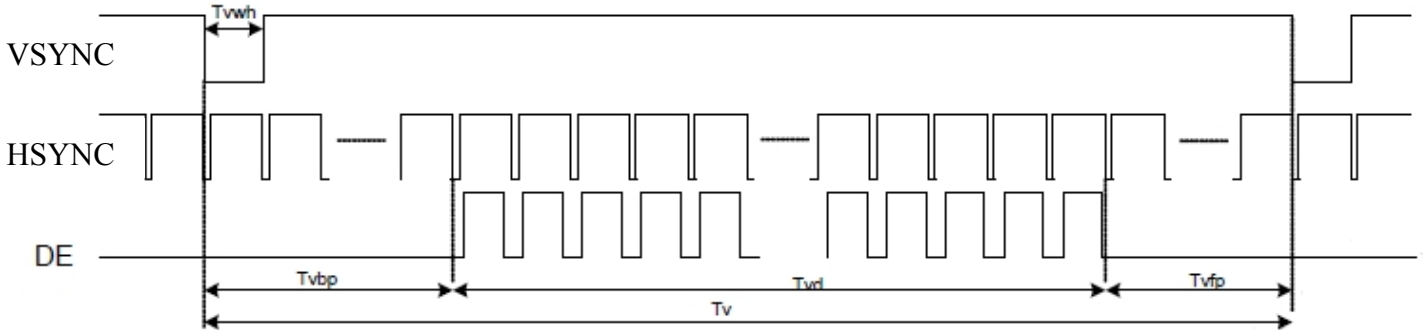 Tvwh
VSYNC
HSYNC
DE
Tvbp
Tvd
Tvfp
Tv